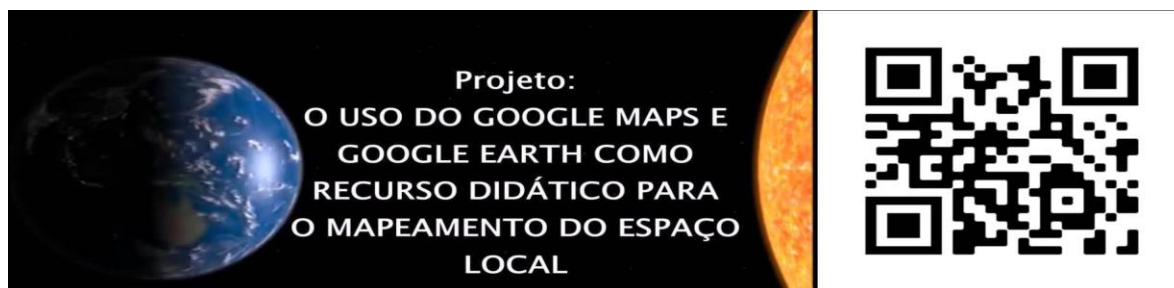 Projeto:
O USO DO GOOGLE MAPS E
GOOGLE EARTH COMO
RECURSO DIDÁTICO PARA
O MAPEAMENTO DO ESPAÇO
LOCAL